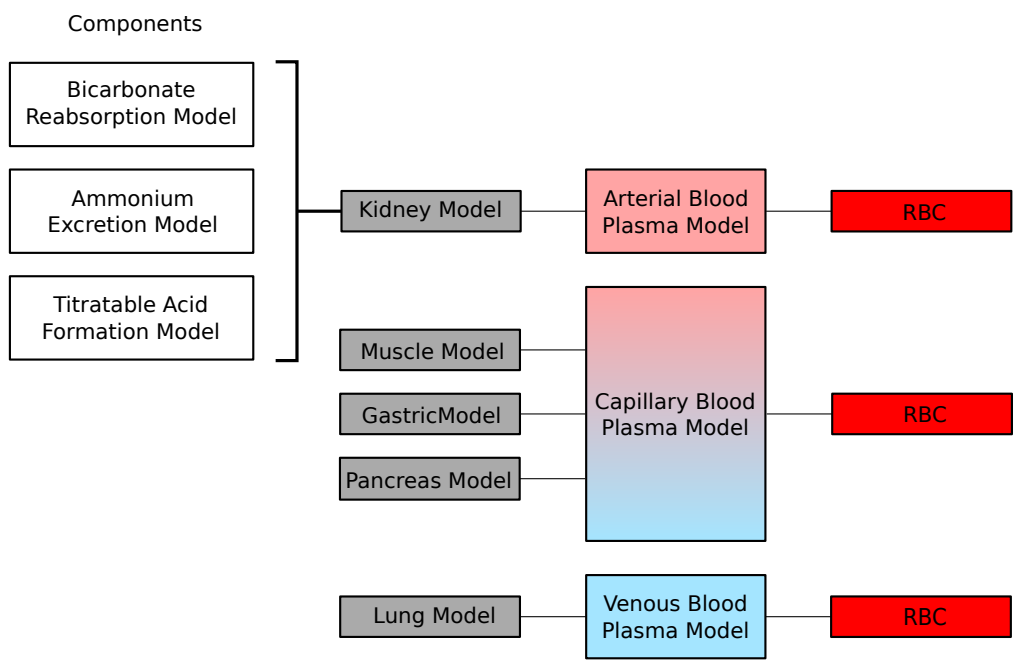 Components
Bicarbonate
Reabsorption Model
Ammonium
Excretion Model
Titratable Acid
Formation Model
Kidney Model
Arterial Blood
Plasma Model
RBC
Muscle Model
GastricModel
Pancreas Model
Capillary Blood
Plasma Model
RBC
Lung Model
Venous Blood
Plasma Model
RBC